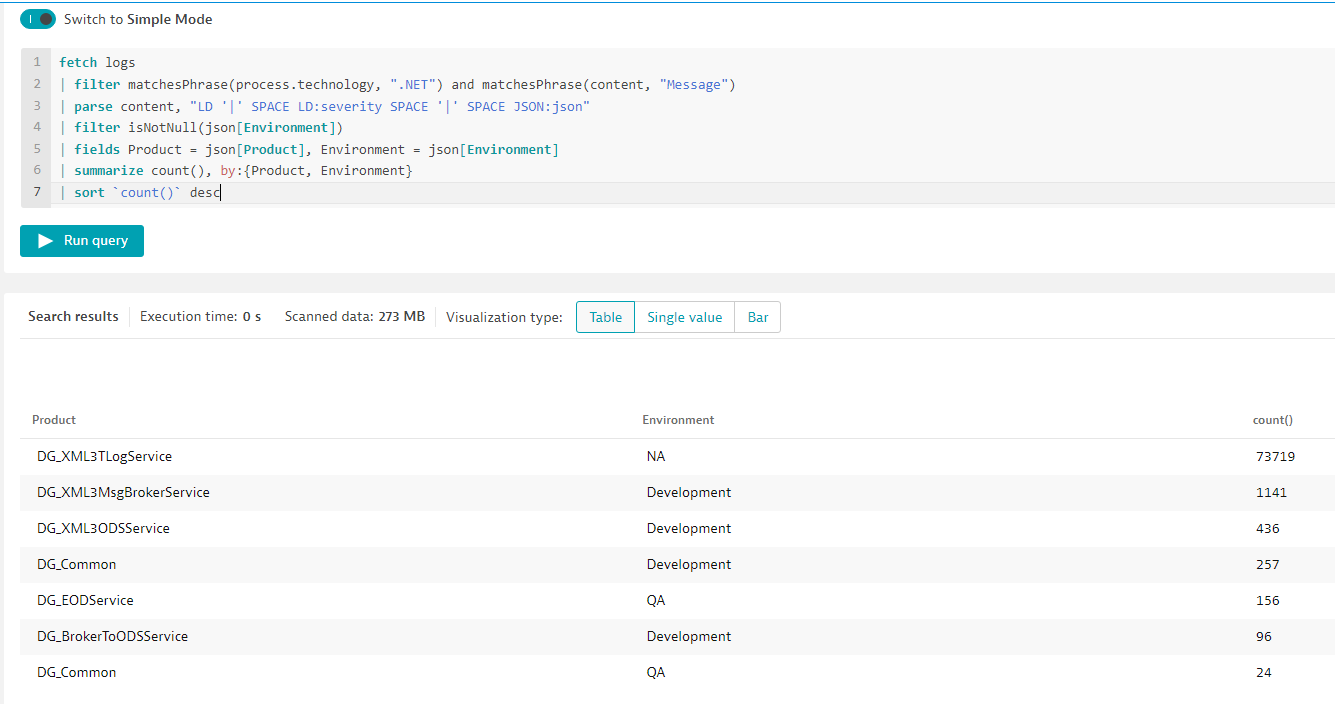 Switch to Simple Mode
1 fetch logs
2 | filter matchesPhrase(process.technology, ".NET") and matchesPhrase(content, "Message")
3 | parse content, "LD '|' SPACE LD:severity SPACE '|' SPACE JSON:json"
4 | filter isNotNull(json[Environment])
5 | fields Product = json[Product], Environment = json[Environment]
6 | summarize count(), by:{Product, Environment}
7 | sort `count()` desc
Run query
Search results Execution time: 0 s Scanned data: 273 MB Visualization type: Table Single value Bar
Product Environment count()
DG_XML3TLogService NA 73719
DG_XML3MsgBrokerService Development 1141
DG_XML3ODSService Development 436
DG_Common Development 257
DG_EODService QA 156
DG_BrokerToODSService Development 96
DG_Common QA 24